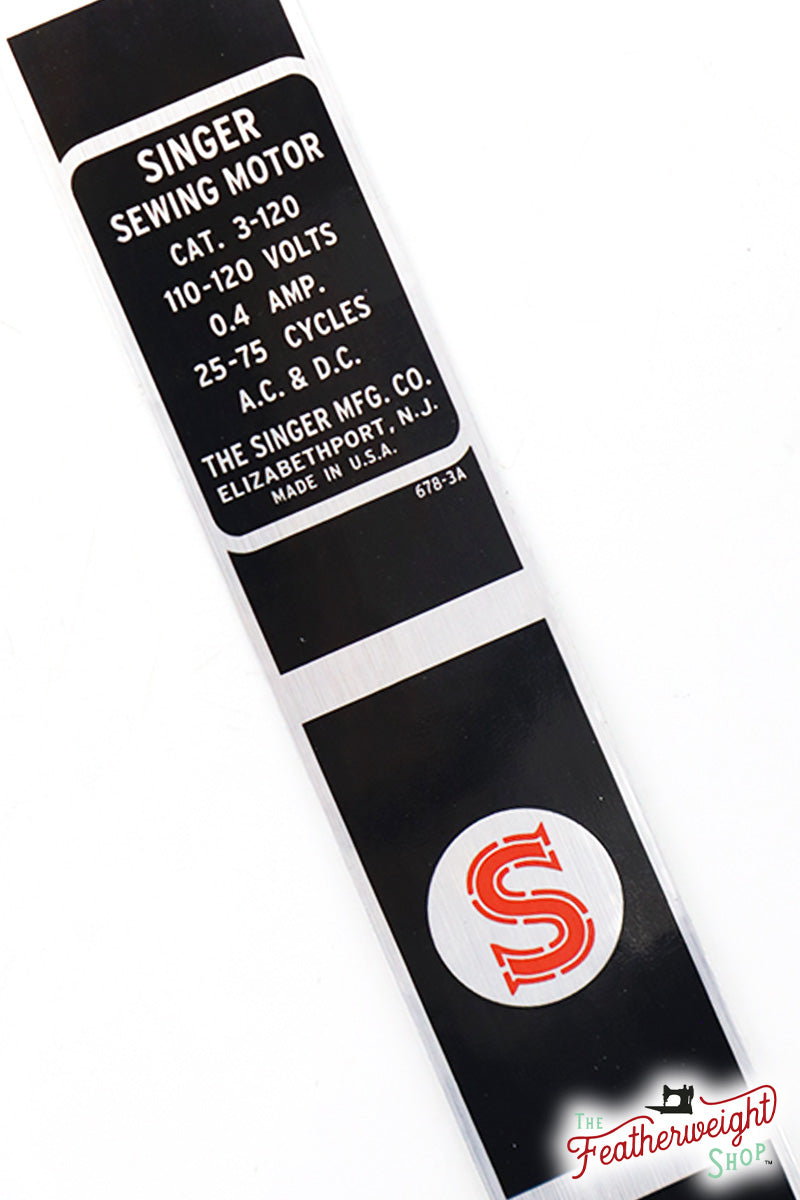 SINGER
SEWING MOTOR
CAT. 3-120
110-120 VOLTS
0.4 AMP.
25-75 CYCLES
A.C. & D.C.
THE SINGER MFG. CO.
ELIZABETHPORT, N.J.
MADE IN U.S.A.
678-3A
S
THE
Featherweight
SHOP™